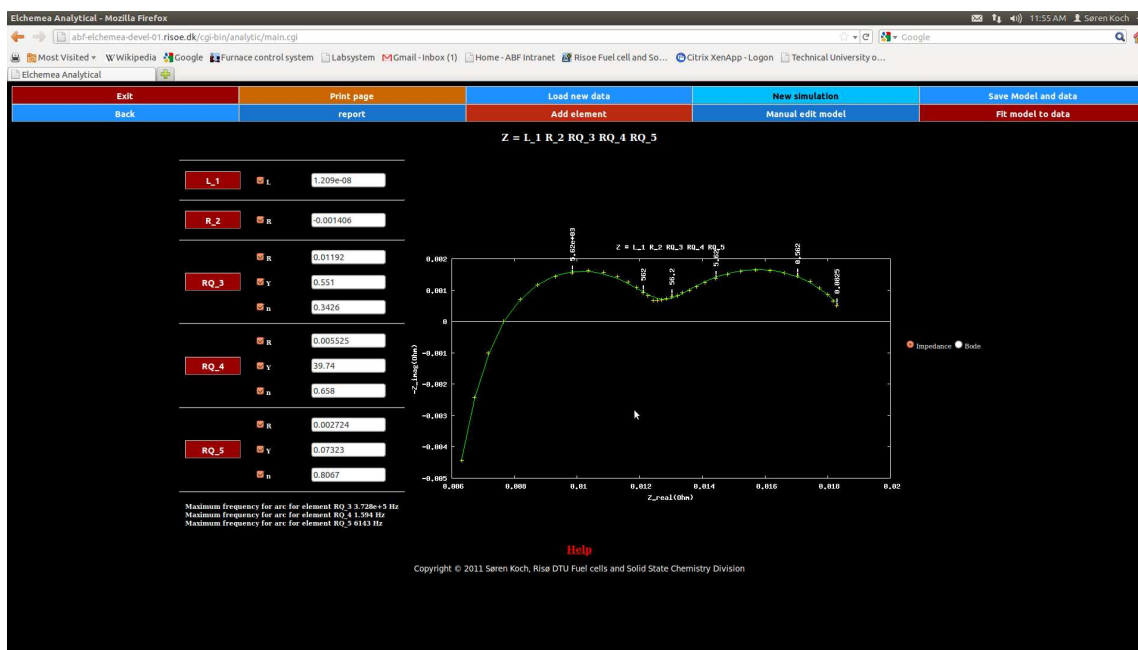 Elchemea Analytical - Mozilla Firefox
11:55 AM Søren Koch
abf-elchemea-devel-01.risoe.dk/cgi-bin/analytic/main.cgi
Google
Most Visited Wikipedia Google Furnace control system Labsystem Gmail - Inbox (1) Home - ABF Intranet Risoe Fuel cell and So... Citrix XenApp - Logon Technical University o...
Elchemea Analytical
Exit Print page Load new data New simulation Save Model and data
Back report Add element Manual edit model Fit model to data
Z = L_1 R_2 RQ_3 RQ_4 RQ_5
L_1 L 1.209e-08
R_2 R -0.001406
RQ_3
R 0.01192
Y 0.551
n 0.3426
RQ_4
R 0.005525
Y 39.74
n 0.658
RQ_5
R 0.002724
Y 0.07323
n 0.8067
Maximum frequency for arc for element RQ_3 3.728e+5 Hz
Maximum frequency for arc for element RQ_4 1.594 Hz
Maximum frequency for arc for element RQ_5 6143 Hz
Z = L_1 R_2 RQ_3 RQ_4 RQ_5
5.62e+03
562
56.2
5.62
0.562
0.0825
0.002
0.001
0
-0.001
-0.002
-0.003
-0.004
-0.005
-Z_imag(Ohm)
0.006 0.008 0.01 0.012 0.014 0.016 0.018 0.02
Z_real(Ohm)
Impedance Bode
Help
Copyright © 2011 Søren Koch, Risø DTU Fuel cells and Solid State Chemistry Division